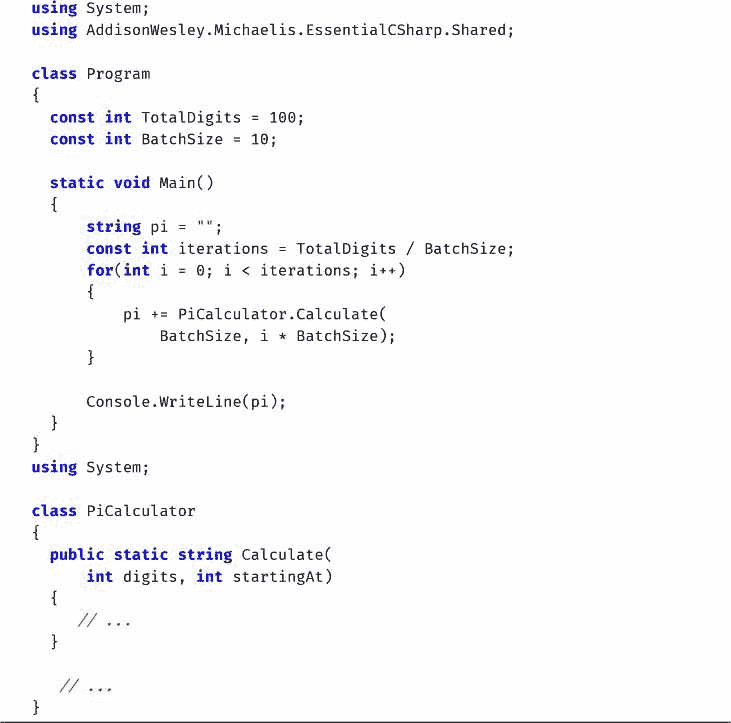 using System;
using AddisonWesley.Michaelis.EssentialCSharp.Shared;

class Program
{
  const int TotalDigits = 100;
  const int BatchSize = 10;

  static void Main()
  {
      string pi = "";
      const int iterations = TotalDigits / BatchSize;
      for(int i = 0; i < iterations; i++)
      {
          pi += PiCalculator.Calculate(
              BatchSize, i * BatchSize);
      }

      Console.WriteLine(pi);
  }
}
using System;

class PiCalculator
{
  public static string Calculate(
      int digits, int startingAt)
  {
     // ...
  }

   // ...
}